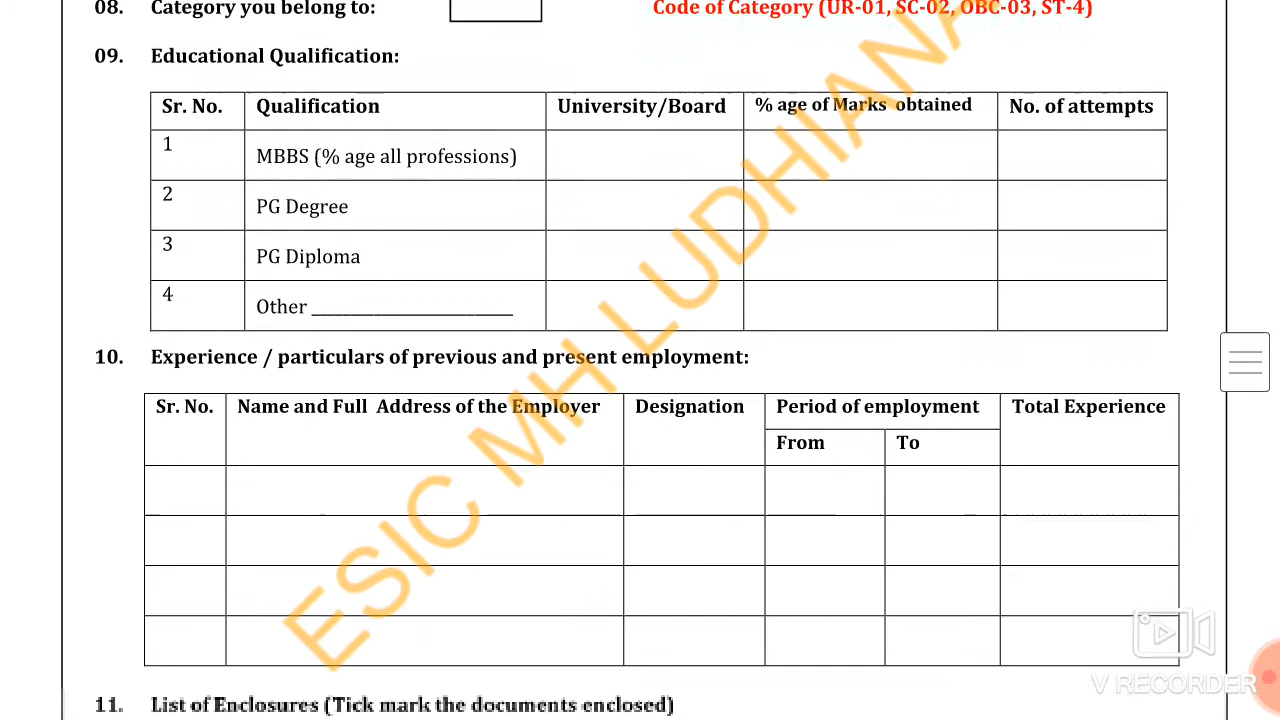 08. Category you belong to: Code of Category (UR-01, SC-02, OBC-03, ST-4)
09. Educational Qualification:
Sr. No. Qualification University/Board % age of Marks obtained No. of attempts
1 MBBS (% age all professions)
2 PG Degree
3 PG Diploma
4 Other ____________________
10. Experience / particulars of previous and present employment:
Sr. No. Name and Full Address of the Employer Designation Period of employment Total Experience
From To
11. List of Enclosures (Tick mark the documents enclosed)
ESIC MH LUDHIANA
V RECORDER